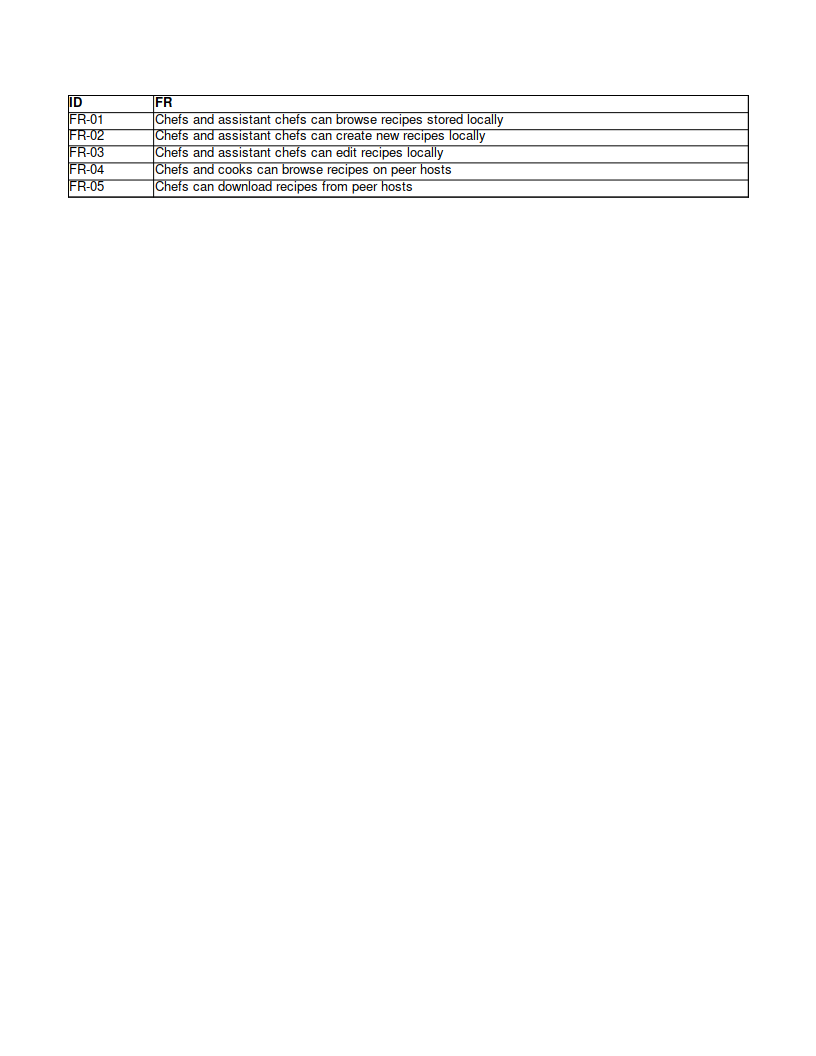 ID FR
FR-01 Chefs and assistant chefs can browse recipes stored locally
FR-02 Chefs and assistant chefs can create new recipes locally
FR-03 Chefs and assistant chefs can edit recipes locally
FR-04 Chefs and cooks can browse recipes on peer hosts
FR-05 Chefs can download recipes from peer hosts